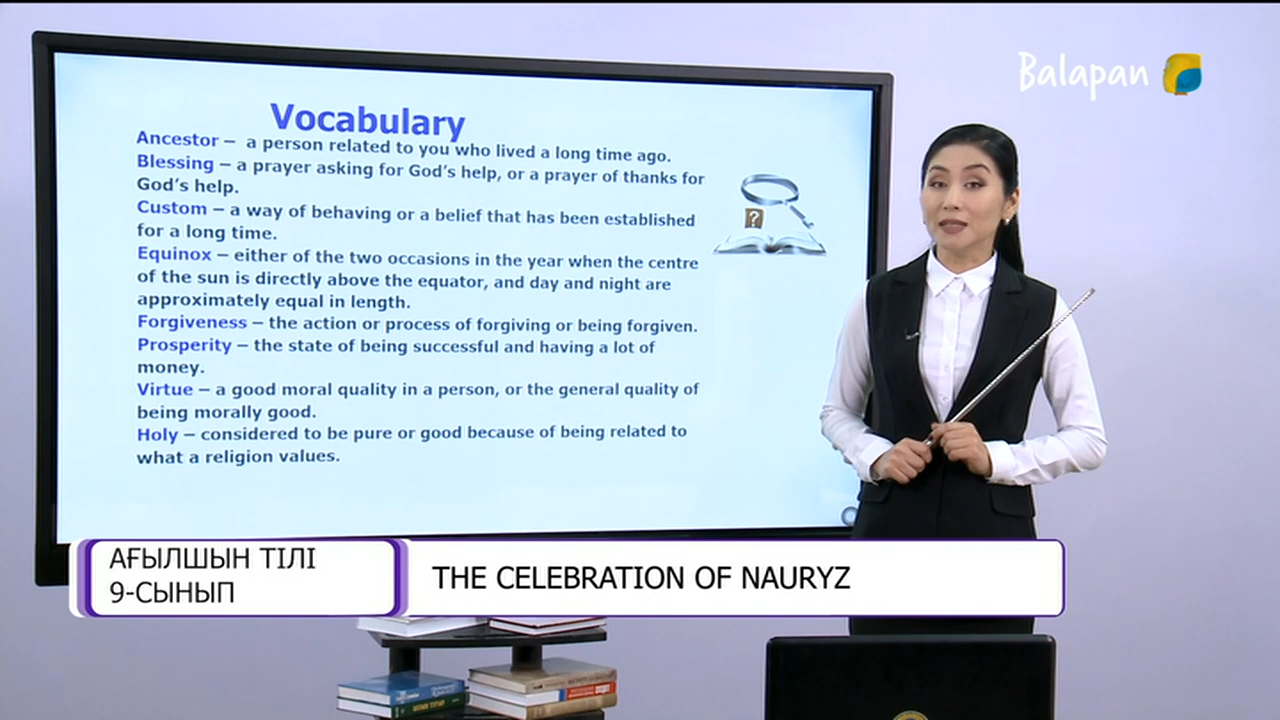 Balapan
Vocabulary
Ancestor – a person related to you who lived a long time ago.
Blessing – a prayer asking for God's help, or a prayer of thanks for
God's help.
Custom – a way of behaving or a belief that has been established
for a long time.
Equinox – either of the two occasions in the year when the centre
of the sun is directly above the equator, and day and night are
approximately equal in length.
Forgiveness – the action or process of forgiving or being forgiven.
Prosperity – the state of being successful and having a lot of
money.
Virtue – a good moral quality in a person, or the general quality of
being morally good.
Holy – considered to be pure or good because of being related to
what a religion values.
?
АҒЫЛШЫН ТІЛІ
9-СЫНЫП
THE CELEBRATION OF NAURYZ